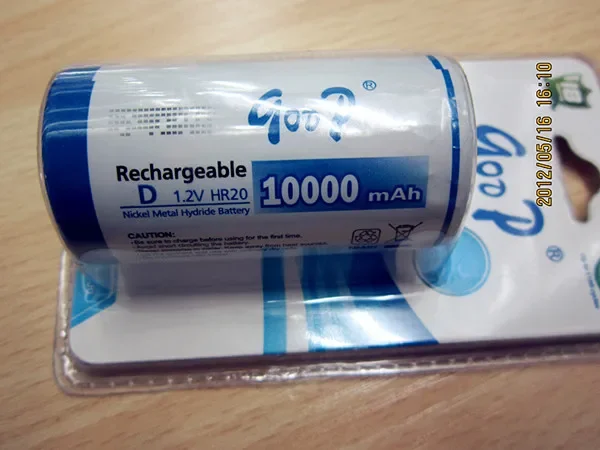 gooP®
Rechargeable
D 1.2V HR20
10000 mAh
Nickel Metal Hydride Battery
CAUTION:
•Be sure to charge before using for the first time.
gooP®
2012/05/16 16:10